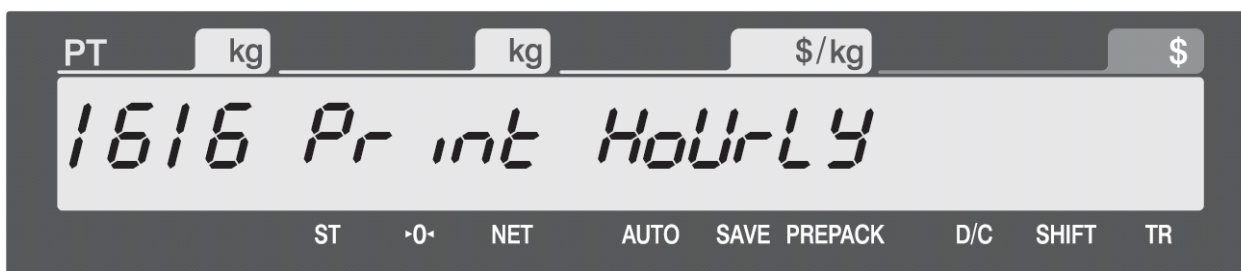 PT kg kg $/kg $
1616 Pr int HoUrLY
ST ▸0◂ NET AUTO SAVE PREPACK D/C SHIFT TR